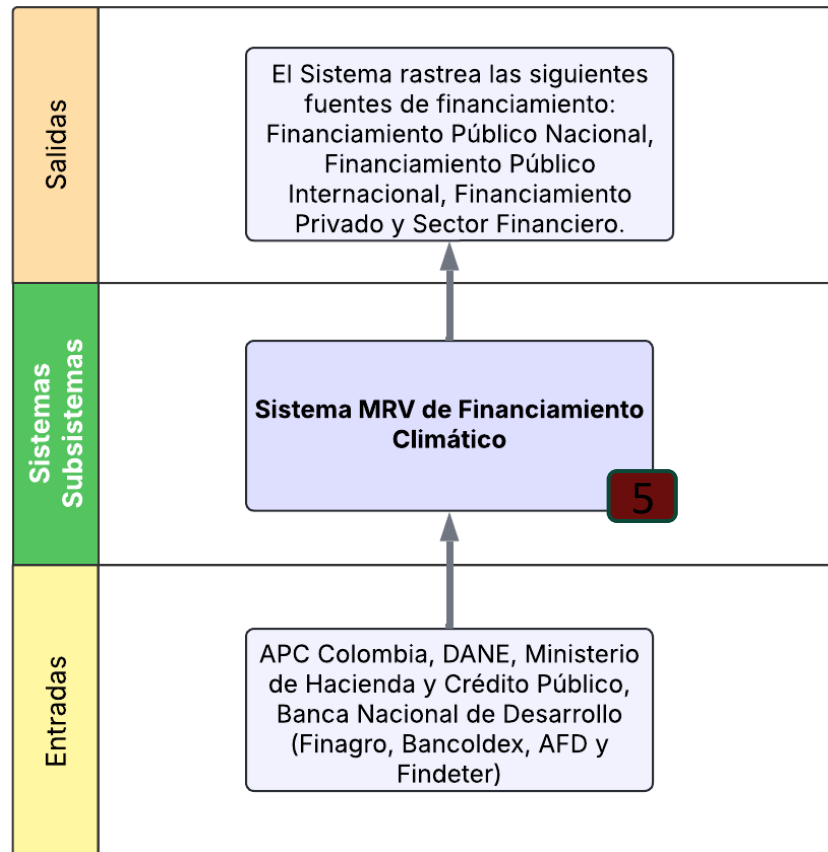 Salidas
El Sistema rastrea las siguientes
fuentes de financiamiento:
Financiamiento Público Nacional,
Financiamiento Público
Internacional, Financiamiento
Privado y Sector Financiero.
Sistemas
Subsistemas
Sistema MRV de Financiamiento
Climático
5
Entradas
APC Colombia, DANE, Ministerio
de Hacienda y Crédito Público,
Banca Nacional de Desarrollo
(Finagro, Bancoldex, AFD y
Findeter)